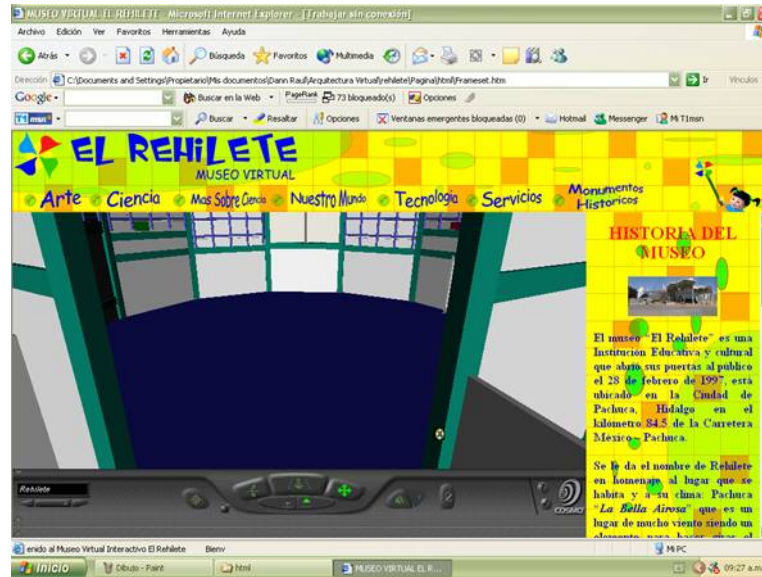 MUSEO VIRTUAL EL REHILETE - Microsoft Internet Explorer - [Trabajar sin conexión]
Archivo Edición Ver Favoritos Herramientas Ayuda
Atrás Búsqueda Favoritos Multimedia
Dirección C:\Documents and Settings\Propietario\Mis documentos\Dann Raul\Arquitectura Virtual\rehilete\Pagina\html\Frameset.htm Ir Vínculos
Google Buscar en la Web PageRank 73 bloqueado(s) Opciones
T1 msn Buscar Resaltar Opciones Ventanas emergentes bloqueadas (0) Hotmail Messenger Mi T1msn
EL REHiLETE
MUSEO VIRTUAL
Arte Ciencia Mas Sobre Ciencia Nuestro Mundo Tecnologia Servicios Monumentos Historicos
HISTORIA DEL
MUSEO
El museo "El Rehilete" es una
Institución Educativa y cultural
que abrió sus puertas al publico
el 28 de febrero de 1997, está
ubicado en la Ciudad de
Pachuca, Hidalgo en el
kilometro 84.5 de la Carretera
Mexico – Pachuca.
Se le da el nombre de Rehilete
en homenaje al lugar que se
habita y a su clima: Pachuca
"La Bella Airosa" que es un
lugar de mucho viento siendo un
elemento para hacer girar el
Rehilete
COSMO
enido al Museo Virtual Interactivo El Rehilete Bienv
Mi PC
Inicio Dibujo - Paint html MUSEO VIRTUAL EL R... 09:27 a.m.